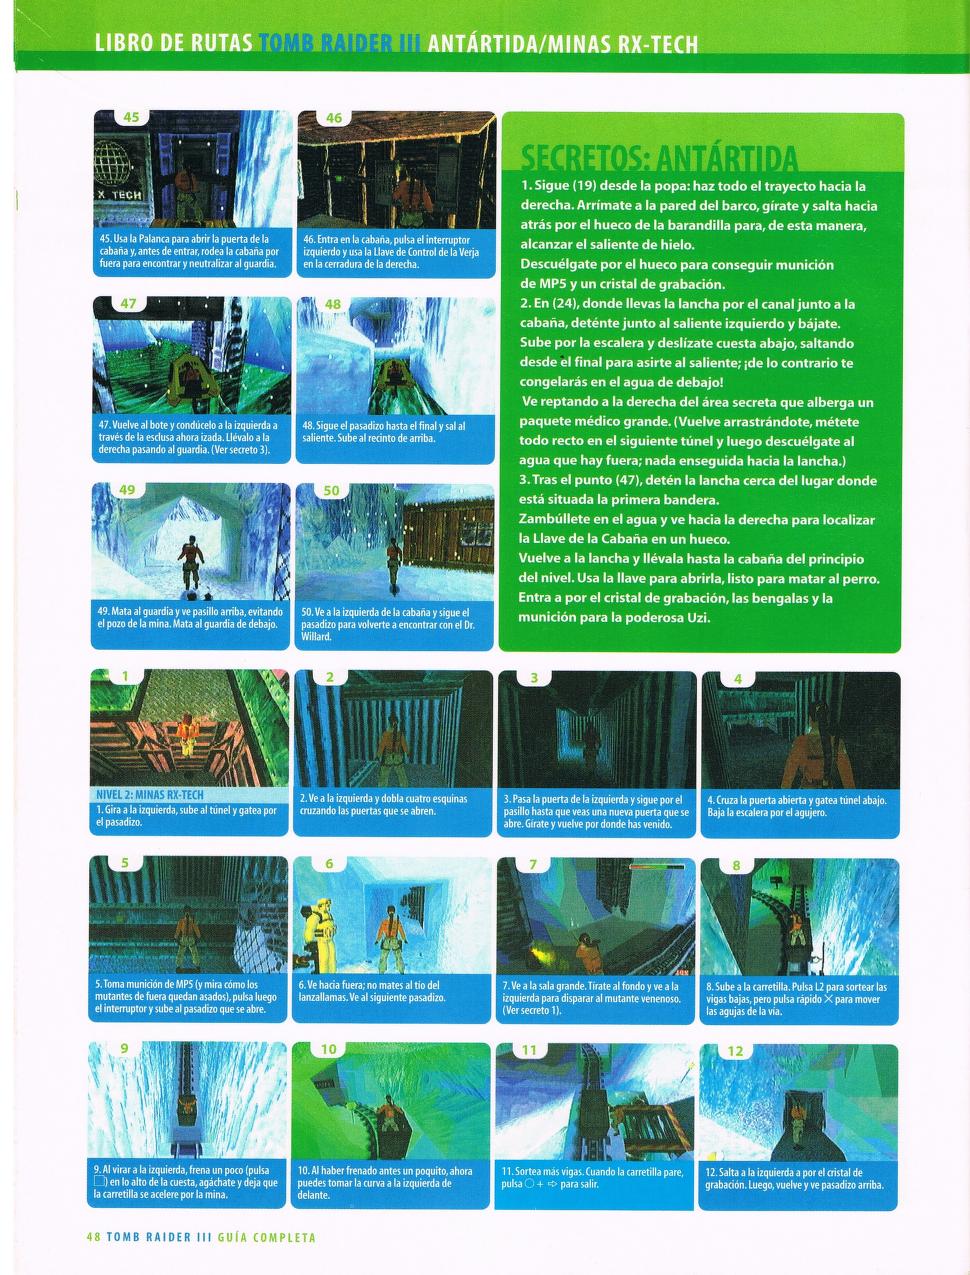 LIBRO DE RUTAS TOMB RAIDER III ANTÁRTIDA/MINAS RX-TECH
45
X TECH
45. Usa la Palanca para abrir la puerta de la
cabaña y, antes de entrar, rodea la cabaña por
fuera para encontrar y neutralizar al guardia.
46
46. Entra en la cabaña, pulsa el interruptor
izquierdo y usa la Llave de Control de la Verja
en la cerradura de la derecha.
47
47. Vuelve al bote y condúcelo a la izquierda a
través de la esclusa ahora izada. Llévalo a la
derecha pasando al guardia. (Ver secreto 3).
48
48. Sigue el pasadizo hasta el final y sal al
saliente. Sube al recinto de arriba.
49
49. Mata al guardia y ve pasillo arriba, evitando
el pozo de la mina. Mata al guardia de debajo.
50
50. Ve a la izquierda de la cabaña y sigue el
pasadizo para volverte a encontrar con el Dr.
Willard.
SECRETOS: ANTÁRTIDA
1. Sigue (19) desde la popa: haz todo el trayecto hacia la
derecha. Arrímate a la pared del barco, gírate y salta hacia
atrás por el hueco de la barandilla para, de esta manera,
alcanzar el saliente de hielo.
Descuélgate por el hueco para conseguir munición
de MP5 y un cristal de grabación.
2. En (24), donde llevas la lancha por el canal junto a la
cabaña, deténte junto al saliente izquierdo y bájate.
Sube por la escalera y deslízate cuesta abajo, saltando
desde el final para asirte al saliente; ¡de lo contrario te
congelarás en el agua de debajo!
Ve reptando a la derecha del área secreta que alberga un
paquete médico grande. (Vuelve arrastrándote, métete
todo recto en el siguiente túnel y luego descuélgate al
agua que hay fuera; nada enseguida hacia la lancha.)
3. Tras el punto (47), detén la lancha cerca del lugar donde
está situada la primera bandera.
Zambúllete en el agua y ve hacia la derecha para localizar
la Llave de la Cabaña en un hueco.
Vuelve a la lancha y llévala hasta la cabaña del principio
del nivel. Usa la llave para abrirla, listo para matar al perro.
Entra a por el cristal de grabación, las bengalas y la
munición para la poderosa Uzi.
1
NIVEL 2: MINAS RX-TECH
1. Gira a la izquierda, sube al túnel y gatea por
el pasadizo.
2
2. Ve a la izquierda y dobla cuatro esquinas
cruzando las puertas que se abren.
3
3. Pasa la puerta de la izquierda y sigue por el
pasillo hasta que veas una nueva puerta que se
abre. Gírate y vuelve por donde has venido.
4
4. Cruza la puerta abierta y gatea túnel abajo.
Baja la escalera por el agujero.
5
5. Toma munición de MP5 (y mira cómo los
mutantes de fuera quedan asados), pulsa luego
el interruptor y sube al pasadizo que se abre.
6
6. Ve hacia fuera; no mates al tío del
lanzallamas. Ve al siguiente pasadizo.
7
7. Ve a la sala grande. Tírate al fondo y ve a la
izquierda para disparar al mutante venenoso.
(Ver secreto 1).
8
8. Sube a la carretilla. Pulsa L2 para sortear las
vigas bajas, pero pulsa rápido ✕ para mover
las agujas de la vía.
9
9. Al virar a la izquierda, frena un poco (pulsa
□) en lo alto de la cuesta, agáchate y deja que
la carretilla se acelere por la mina.
10
10. Al haber frenado antes un poquito, ahora
puedes tomar la curva a la izquierda de
delante.
11
11. Sortea más vigas. Cuando la carretilla pare,
pulsa ○ + ⇨ para salir.
12
12. Salta a la izquierda a por el cristal de
grabación. Luego, vuelve y ve pasadizo arriba.
48 TOMB RAIDER III GUÍA COMPLETA